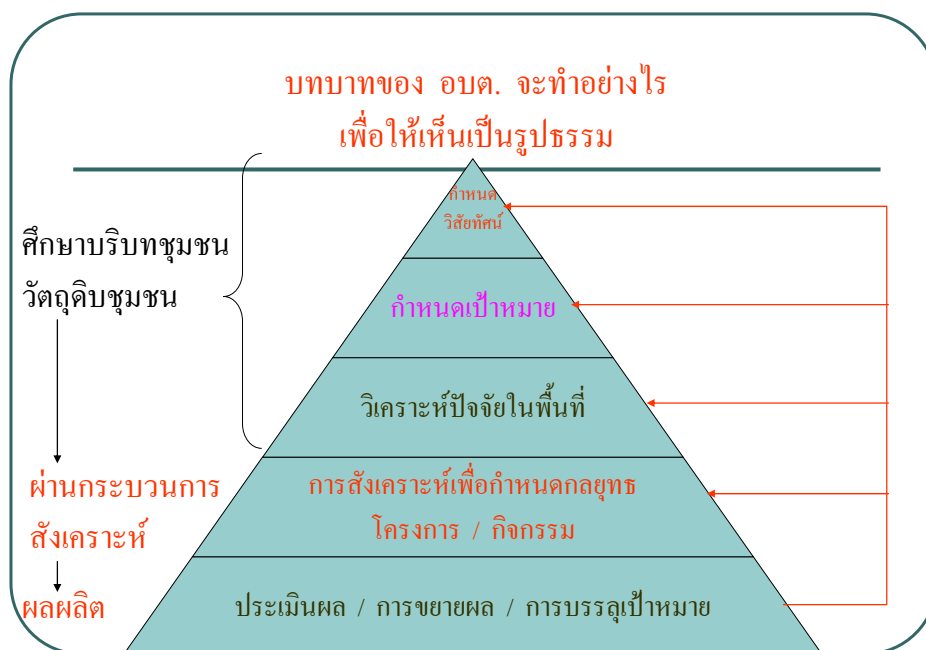 บทบาทของ อบต. จะทำอย่างไร
เพื่อให้เห็นเป็นรูปธรรม
กำหนด
วิสัยทัศน์
ศึกษาบริบทชุมชน
วัตถุดิบชุมชน
กำหนดเป้าหมาย
วิเคราะห์ปัจจัยในพื้นที่
ผ่านกระบวนการ
สังเคราะห์
การสังเคราะห์เพื่อกำหนดกลยุทธ
โครงการ / กิจกรรม
ผลผลิต
ประเมินผล / การขยายผล / การบรรลุเป้าหมาย